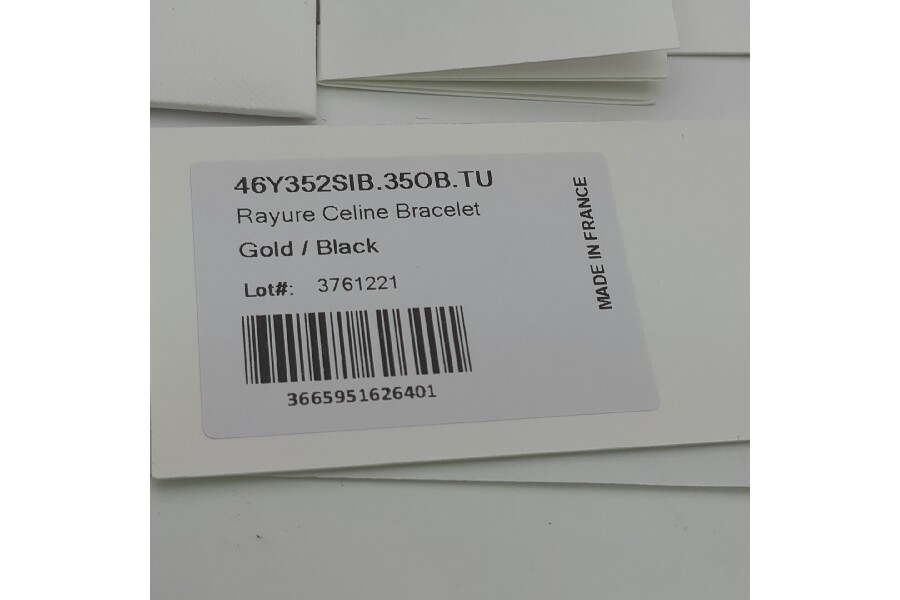 46Y352SIB.35OB.TU
Rayure Celine Bracelet
Gold / Black
Lot#: 3761221
3665951626401
MADE IN FRANCE